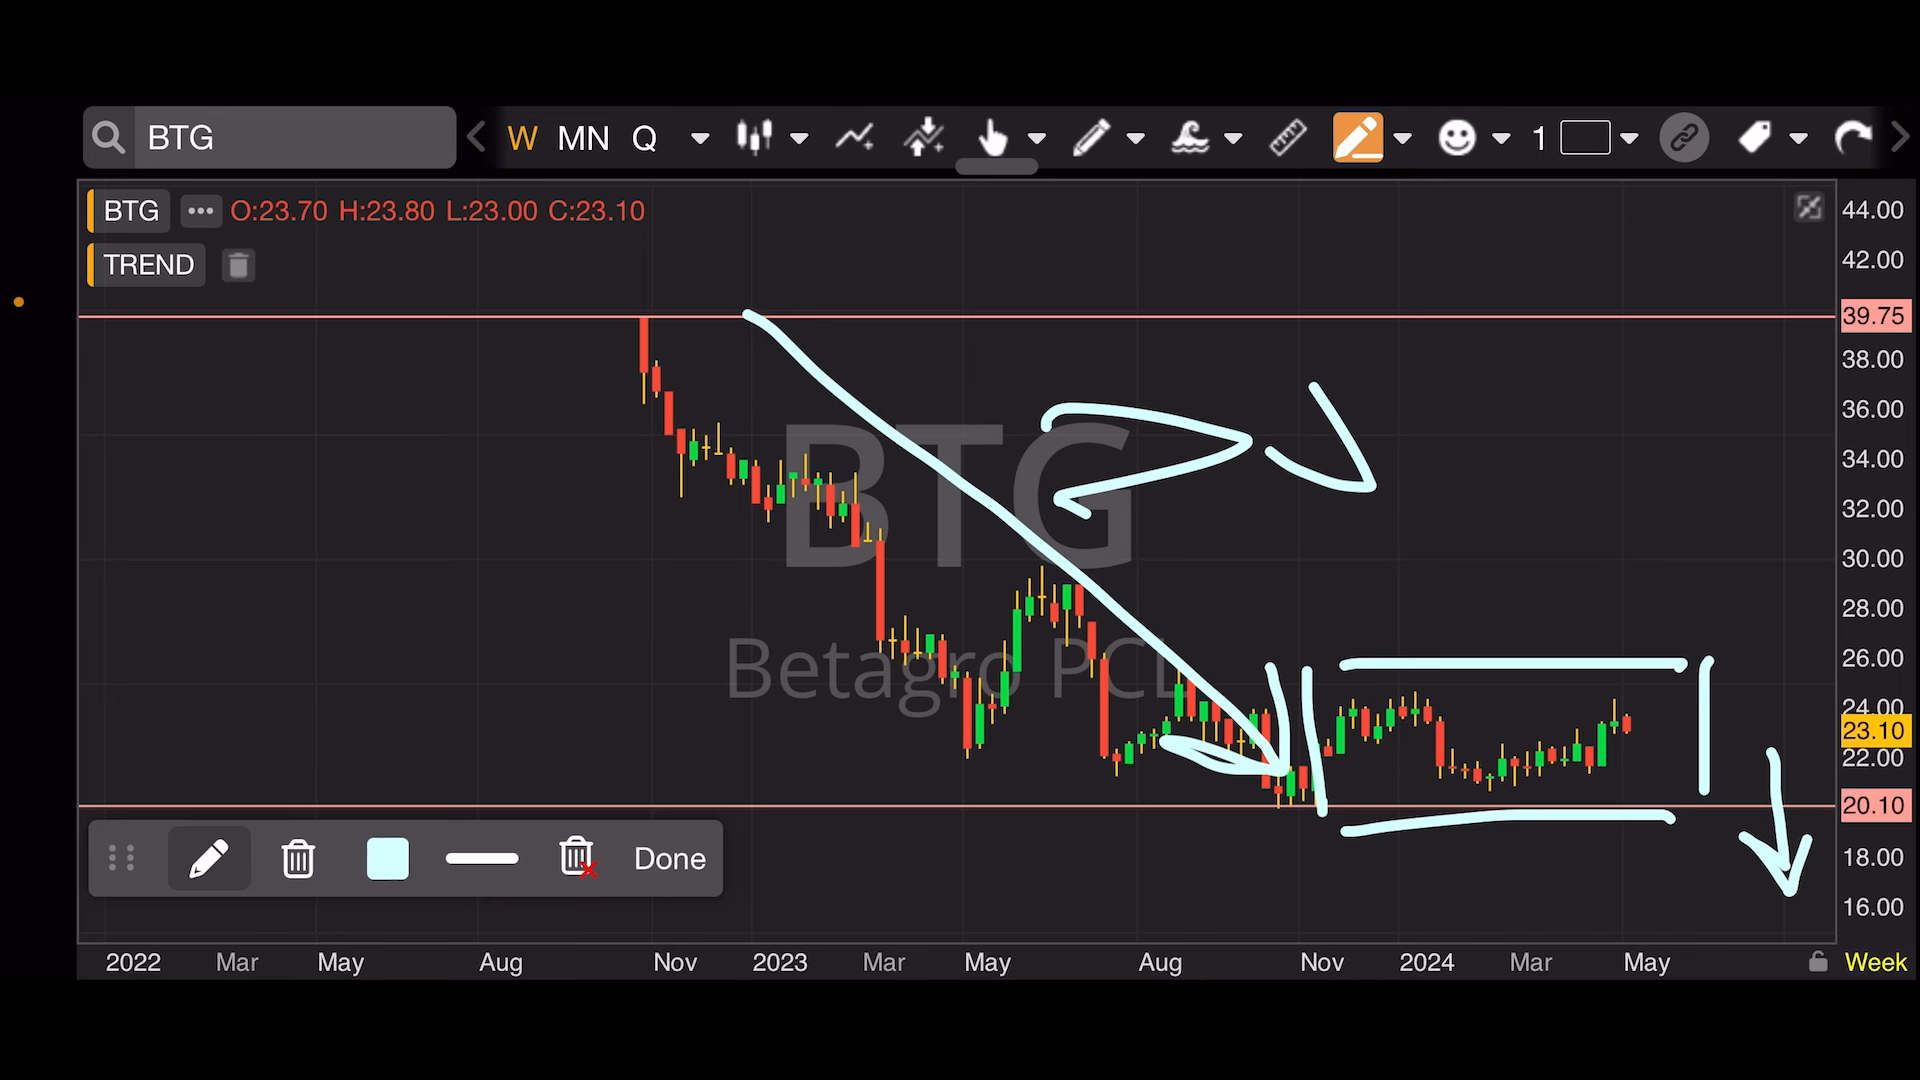 BTG W MN Q 1
BTG ••• O:23.70 H:23.80 L:23.00 C:23.10
TREND
44.00
42.00
39.75
38.00
36.00
34.00
32.00
30.00
28.00
26.00
24.00
23.10
22.00
20.10
18.00
16.00
BTG
Betagro PCL
Done
2022 Mar May Aug Nov 2023 Mar May Aug Nov 2024 Mar May Week